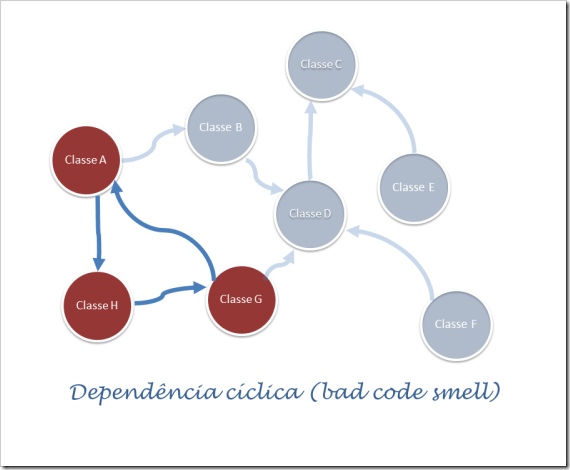 Classe C
Classe B
Classe A
Classe E
Classe D
Classe H
Classe G
Classe F
Dependência cíclica (bad code smell)